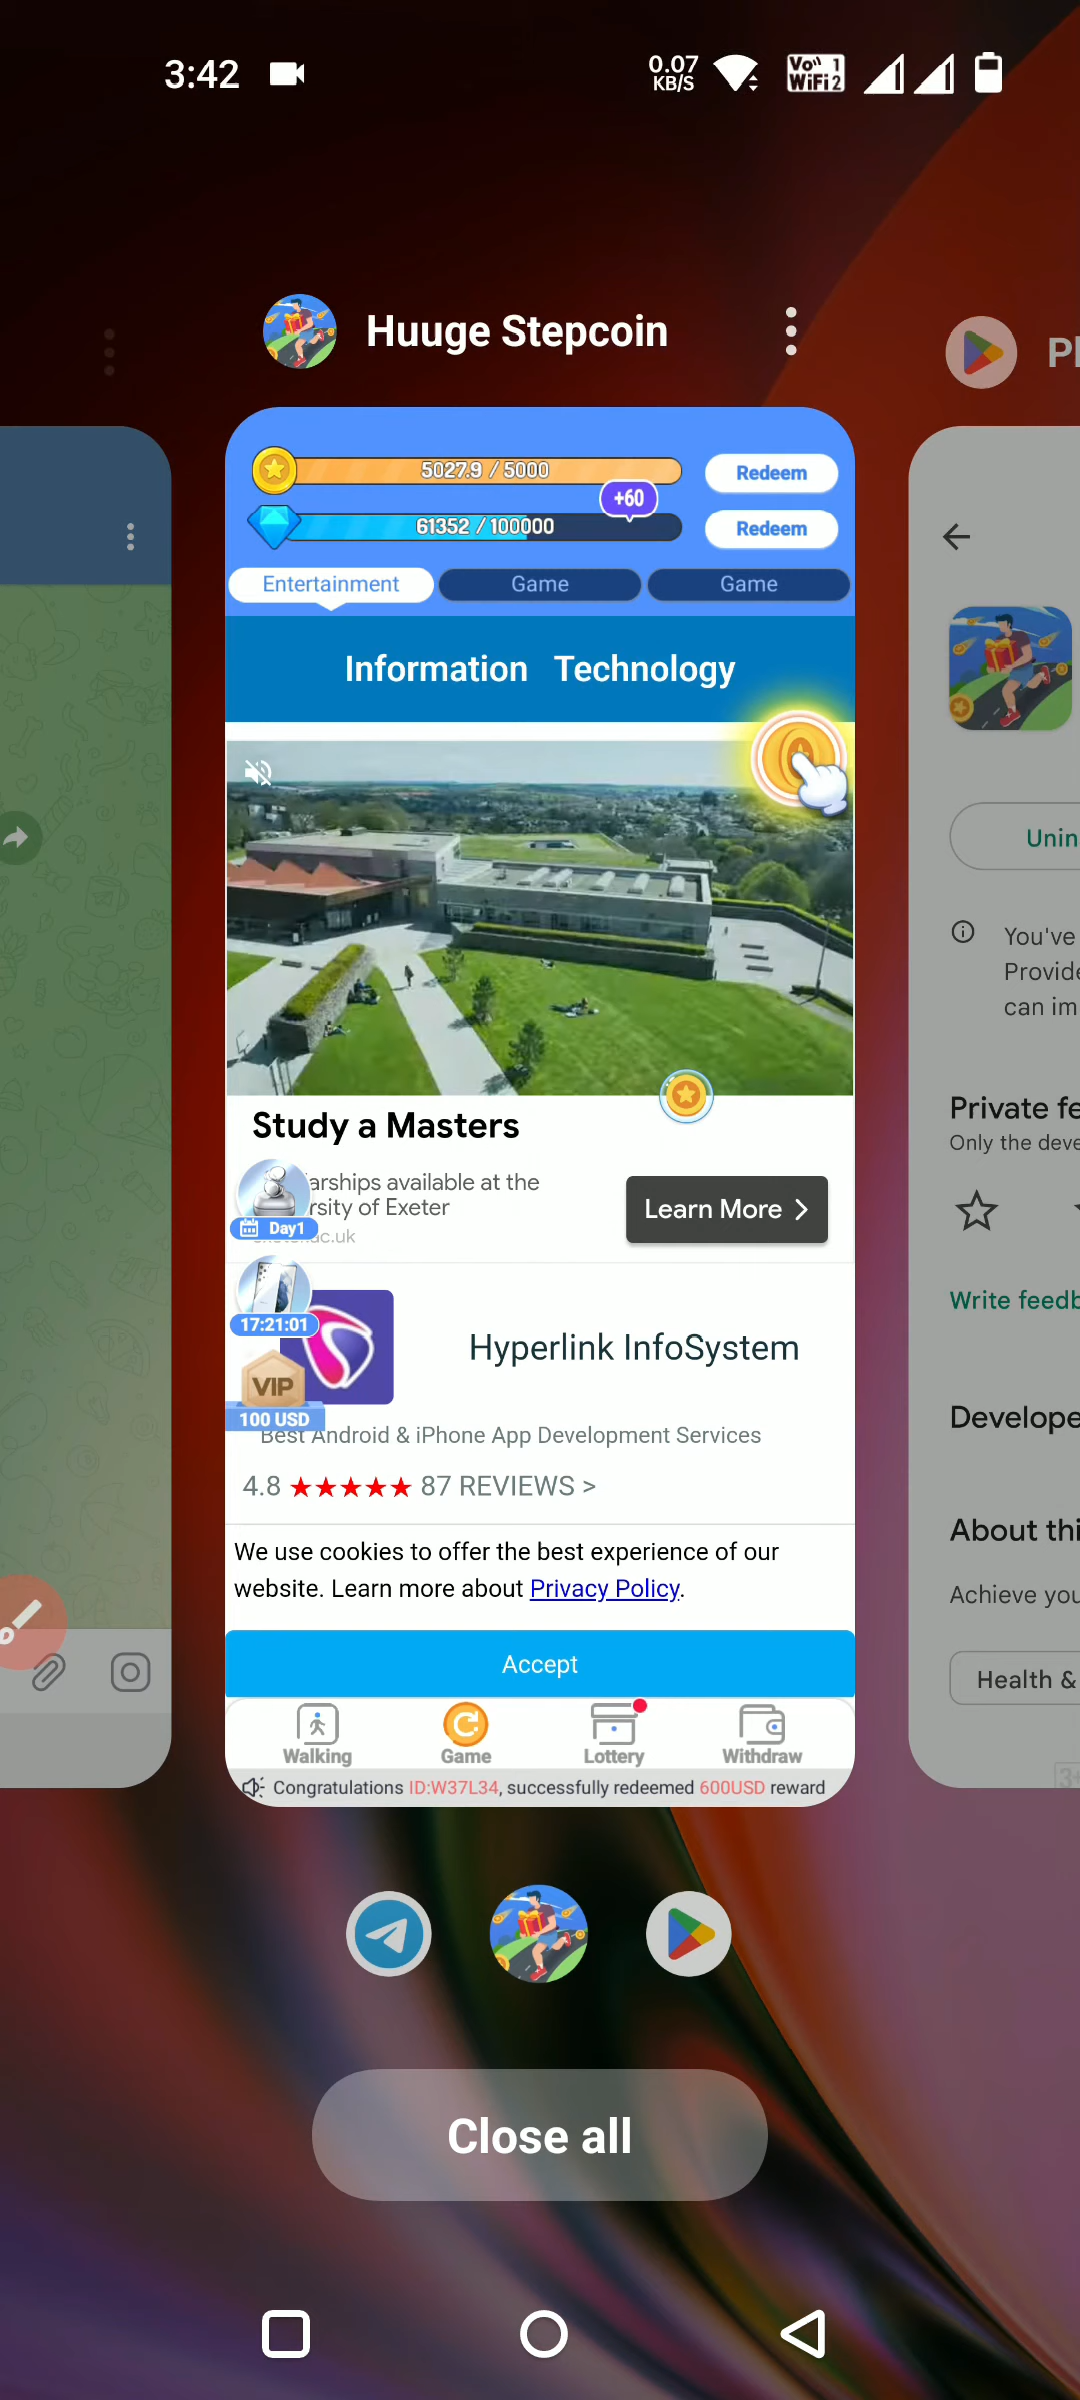 3:42
0.07
KB/S
Vo 1
WiFi 2
Huuge Stepcoin
5027.9 / 5000
Redeem
+60
61352 / 100000
Redeem
Entertainment
Game
Game
Information Technology
Study a Masters
arships available at the
rsity of Exeter
ac.uk
Learn More
Day1
17:21:01
VIP
100 USD
Hyperlink InfoSystem
Best Android & iPhone App Development Services
4.8 ★★★★★ 87 REVIEWS >
We use cookies to offer the best experience of our
website. Learn more about Privacy Policy.
Accept
Walking
Game
Lottery
Withdraw
Congratulations ID:W37L34, successfully redeemed 600USD reward
Unin
You've
Provide
can im
Private fe
Only the deve
Write feedb
Develope
About thi
Achieve you
Health &
3+
Close all